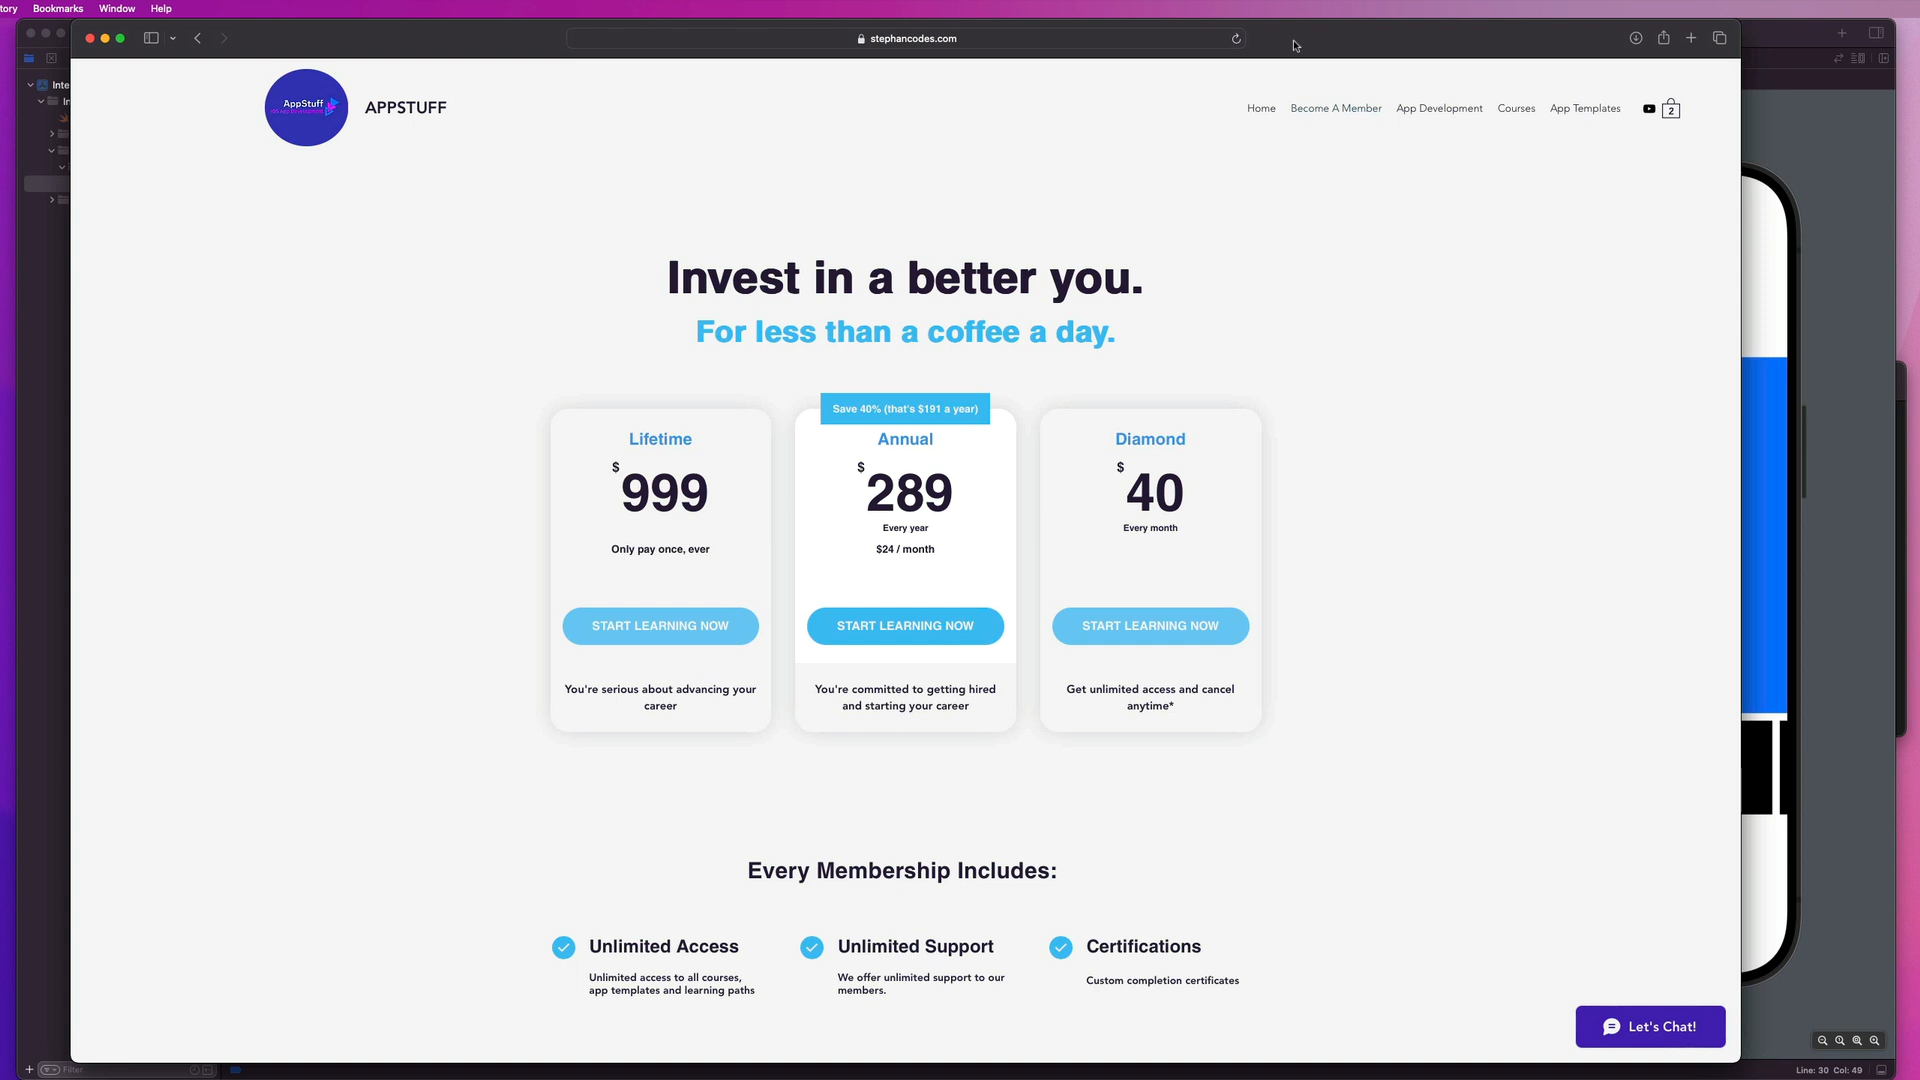 tory Bookmarks Window Help
stephancodes.com
Inte
In
AppStuff
APPSTUFF
Home Become A Member App Development Courses App Templates 2
Invest in a better you.
For less than a coffee a day.
Save 40% (that's $191 a year)
Lifetime
$
999
Only pay once, ever
START LEARNING NOW
You're serious about advancing your
career
Annual
$
289
Every year
$24 / month
START LEARNING NOW
You're committed to getting hired
and starting your career
Diamond
$
40
Every month
START LEARNING NOW
Get unlimited access and cancel
anytime*
Every Membership Includes:
Unlimited Access
Unlimited access to all courses,
app templates and learning paths
Unlimited Support
We offer unlimited support to our
members.
Certifications
Custom completion certificates
Let's Chat!
Filter
Line: 30 Col: 49